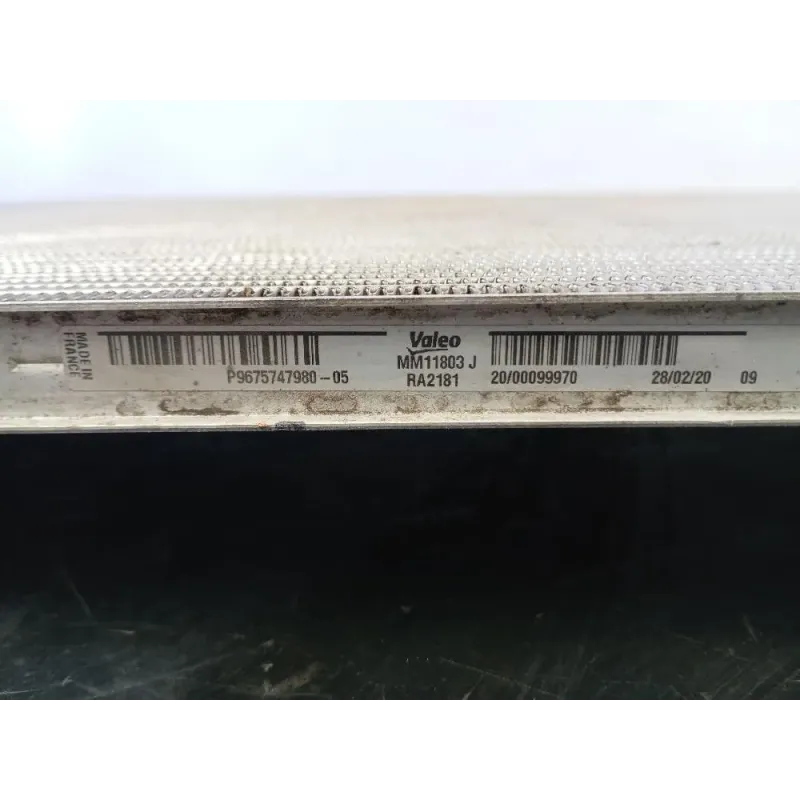 MADE IN
FRANCE
P9675747980-05
Valeo
MM11803 J
RA2181
20/00099970
28/02/20 09